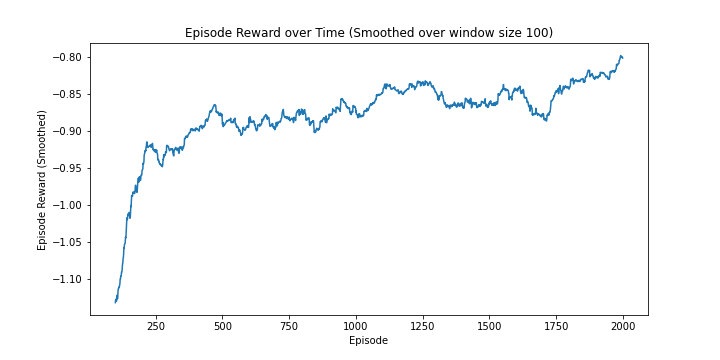 Episode Reward over Time (Smoothed over window size 100)
Episode Reward (Smoothed)
−0.80
−0.85
−0.90
−0.95
−1.00
−1.05
−1.10
250 500 750 1000 1250 1500 1750 2000
Episode